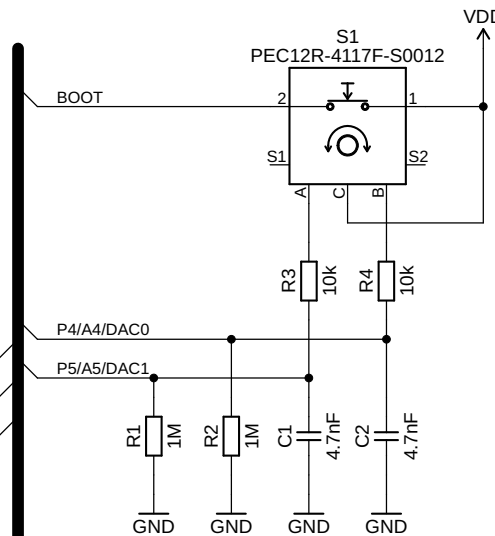 VDD
S1
PEC12R-4117F-S0012
BOOT
2
1
S1
S2
A
C
B
R3
10k
R4
10k
P4/A4/DAC0
P5/A5/DAC1
R1
1M
R2
1M
C1
4.7nF
C2
4.7nF
GND
GND
GND
GND